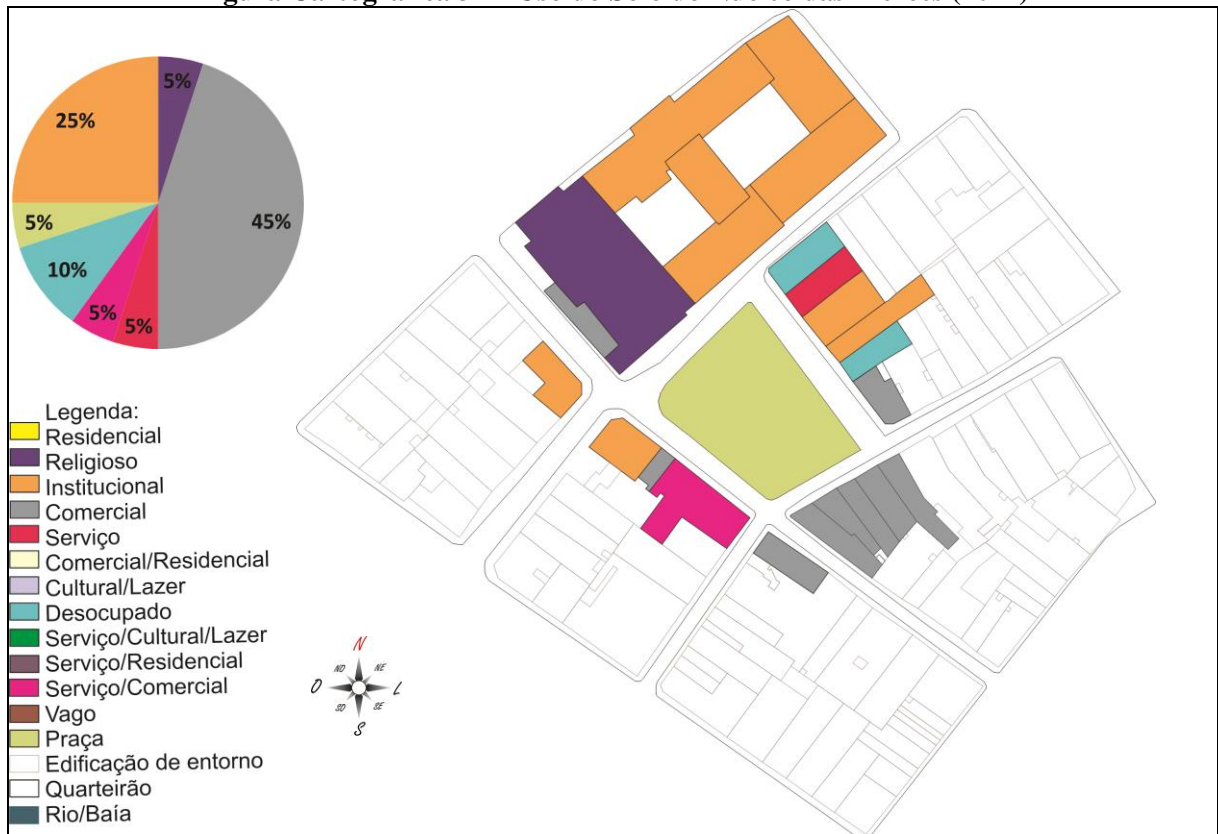 5%
45%
25%
5%
10%
5%
5%
Legenda:
Residencial
Religioso
Institucional
Comercial
Serviço
Comercial/Residencial
Cultural/Lazer
Desocupado
Serviço/Cultural/Lazer
Serviço/Residencial
Serviço/Comercial
Vago
Praça
Edificação de entorno
Quarteirão
Rio/Baía
N
NO NE
O L
SO SE
S